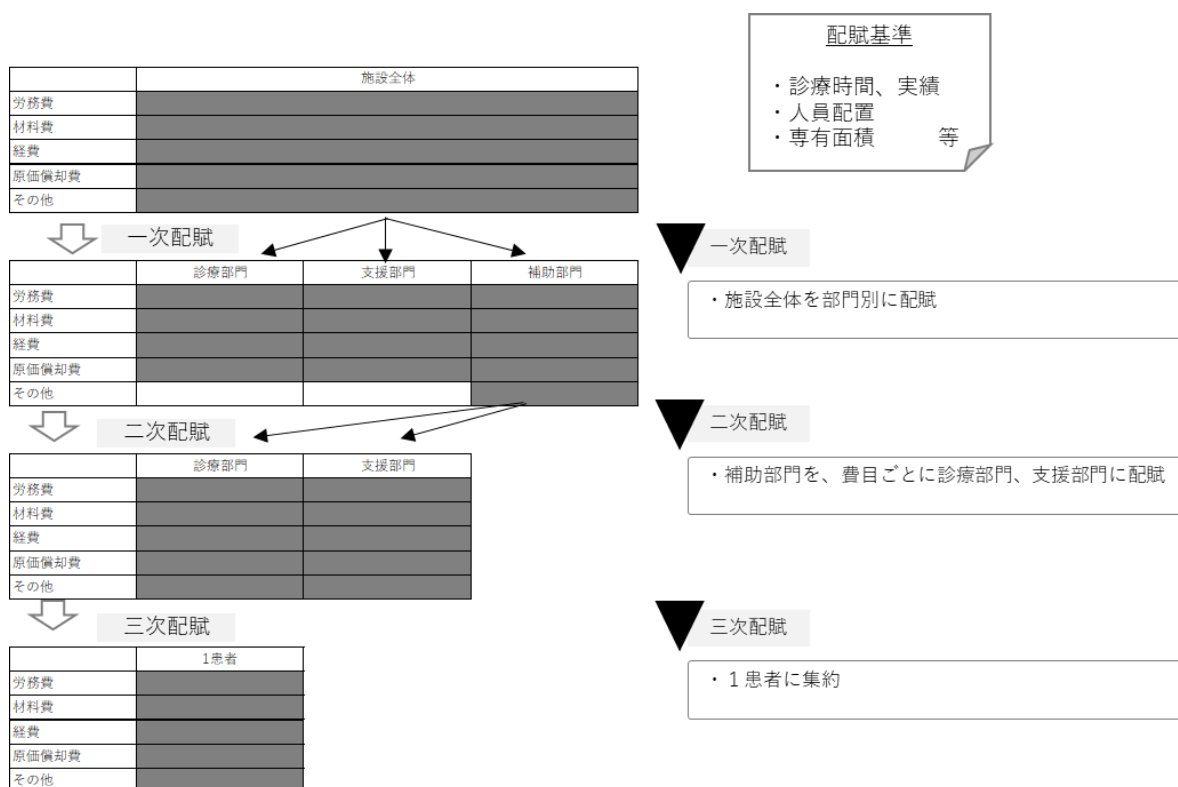 配賦基準
・診療時間、実績
・人員配置
・専有面積 等
施設全体
労務費
材料費
経費
原価償却費
その他
一次配賦
診療部門 支援部門 補助部門
労務費
材料費
経費
原価償却費
その他
二次配賦
診療部門 支援部門
労務費
材料費
経費
原価償却費
その他
三次配賦
1患者
労務費
材料費
経費
原価償却費
その他
一次配賦
・施設全体を部門別に配賦
二次配賦
・補助部門を、費目ごとに診療部門、支援部門に配賦
三次配賦
・１患者に集約